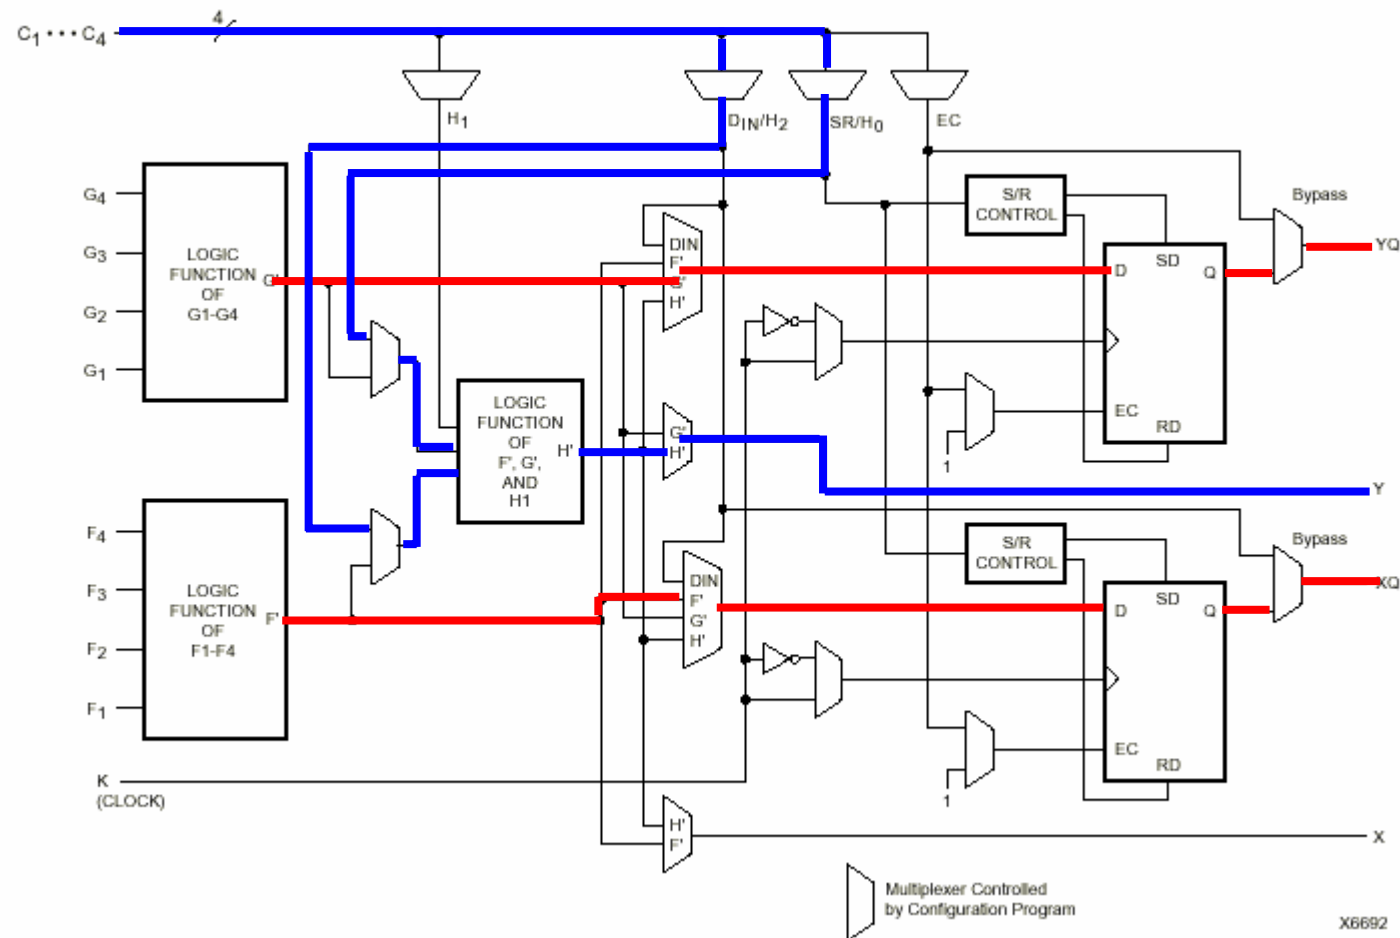 4
C1 • • • C4
H1
DIN/H2
SR/H0
EC
G4
G3
G2
G1
LOGIC
FUNCTION
OF
G1-G4
G'
DIN
F'
G'
H'
S/R
CONTROL
Bypass
YQ
D
SD
Q
EC
RD
1
LOGIC
FUNCTION
OF
F', G',
AND
H1
H'
G'
H'
Y
F4
F3
F2
F1
LOGIC
FUNCTION
OF
F1-F4
F'
DIN
F'
G'
H'
S/R
CONTROL
Bypass
XQ
D
SD
Q
EC
RD
1
K
(CLOCK)
H'
F'
X
Multiplexer Controlled
by Configuration Program
X6692